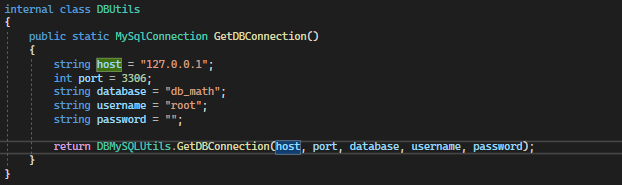 internal class DBUtils
{
public static MySqlConnection GetDBConnection()
{
string host = "127.0.0.1";
int port = 3306;
string database = "db_math";
string username = "root";
string password = "";
return DBMySQLUtils.GetDBConnection(host, port, database, username, password);
}
}